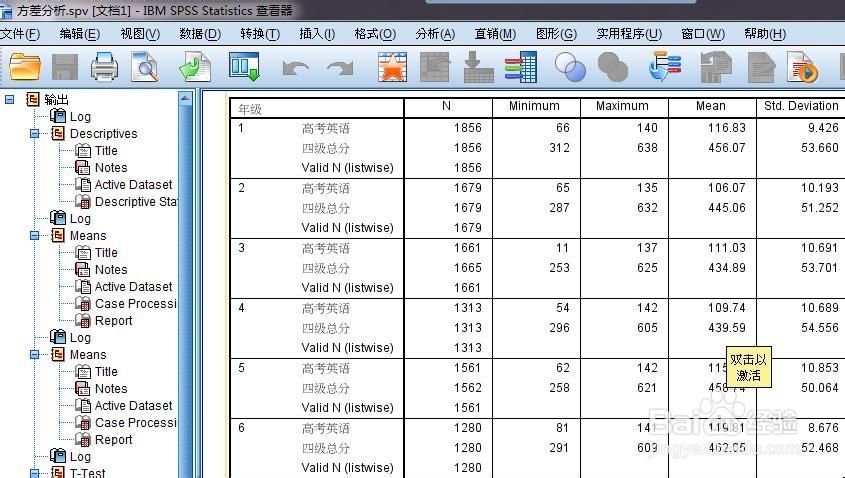 方差分析.spv [文档1] - IBM SPSS Statistics 查看器
文件(F) 编辑(E) 视图(V) 数据(D) 转换(T) 插入(I) 格式(O) 分析(A) 直销(M) 图形(G) 实用程序(U) 窗口(W) 帮助(H)
输出
Log
Descriptives
Title
Notes
Active Dataset
Descriptive Sta
Log
Means
Title
Notes
Active Dataset
Case Processi
Report
Log
Means
Title
Notes
Active Dataset
Case Processi
Report
Log
T-Test
年级 N Minimum Maximum Mean Std. Deviation
1 高考英语 1856 66 140 116.83 9.426
四级总分 1856 312 638 456.07 53.660
Valid N (listwise) 1856
2 高考英语 1679 65 135 106.07 10.193
四级总分 1679 287 632 445.06 51.252
Valid N (listwise) 1679
3 高考英语 1661 11 137 111.03 10.691
四级总分 1665 253 625 434.89 53.701
Valid N (listwise) 1661
4 高考英语 1313 54 142 109.74 10.689
四级总分 1313 296 605 439.59 54.556
Valid N (listwise) 1313
5 高考英语 1561 62 142 10.853
四级总分 1562 258 621 50.064
Valid N (listwise) 1561
6 高考英语 1280 81 141 119.81 8.676
四级总分 1280 291 609 462.05 52.468
Valid N (listwise) 1280
双击以
激活
Baidu 经验
jingyan.baidu.com